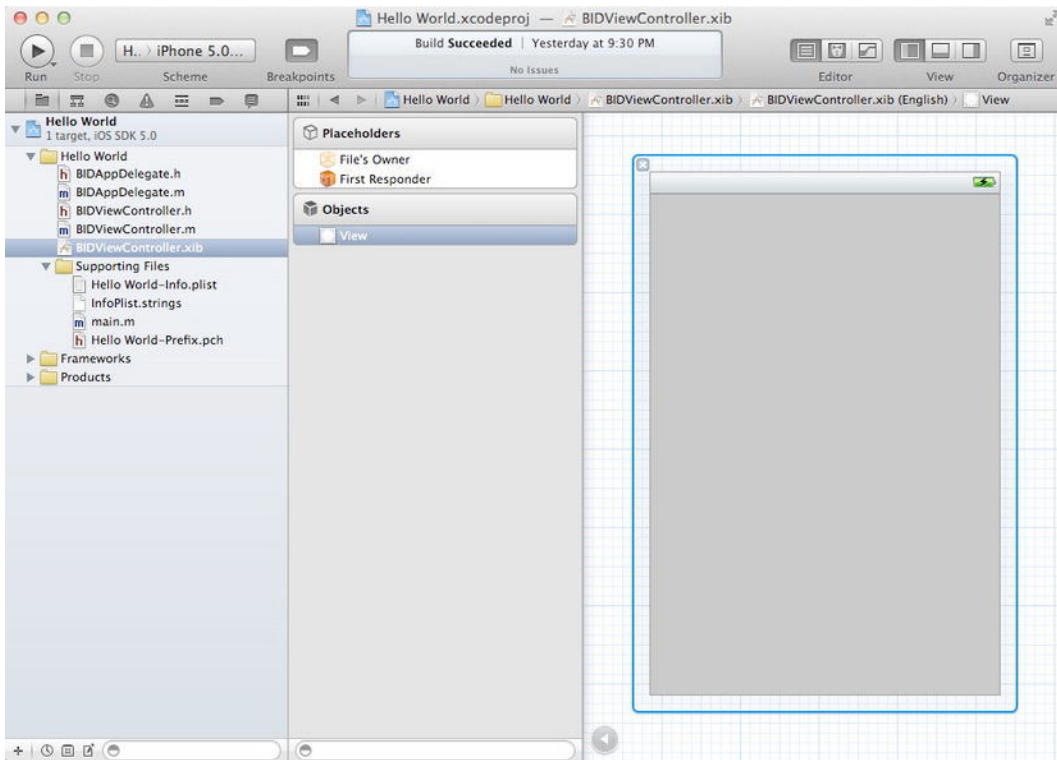 Hello World.xcodeproj — BIDViewController.xib
H.. iPhone 5.0...
Build Succeeded | Yesterday at 9:30 PM
No Issues
Run Stop Scheme Breakpoints Editor View Organizer
Hello World Hello World BIDViewController.xib BIDViewController.xib (English) View
Hello World
1 target, iOS SDK 5.0
Hello World
h BIDAppDelegate.h
m BIDAppDelegate.m
h BIDViewController.h
m BIDViewController.m
BIDViewController.xib
Supporting Files
Hello World-Info.plist
InfoPlist.strings
m main.m
h Hello World-Prefix.pch
Frameworks
Products
Placeholders
File's Owner
First Responder
Objects
View